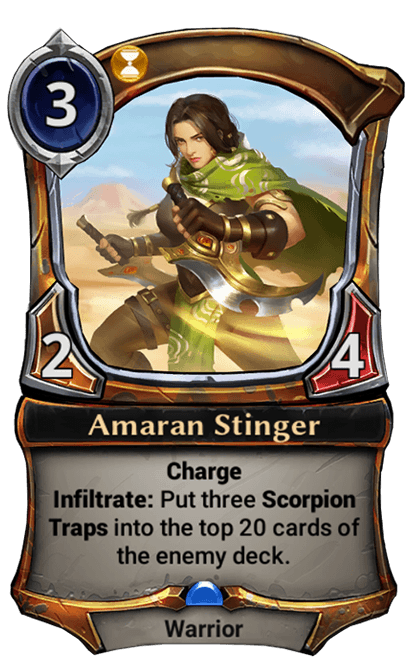 3
2
4
Amaran Stinger
Charge
Infiltrate: Put three Scorpion
Traps into the top 20 cards of
the enemy deck.
Warrior